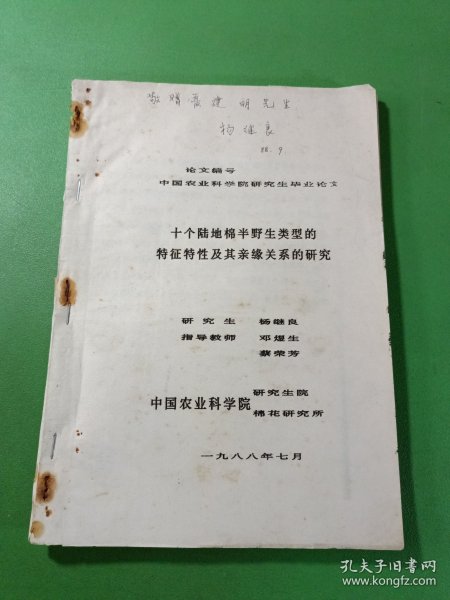 敬赠 建明先生
杨继良
88.9
论文编号
中国农业科学院研究生毕业论文
十个陆地棉半野生类型的
特征特性及其亲缘关系的研究
研究生 杨继良
指导教师 邓煜生
蔡荣芳
中国农业科学院 研究生院
棉花研究所
一九八八年七月
孔夫子旧书网
www.kongfz.com